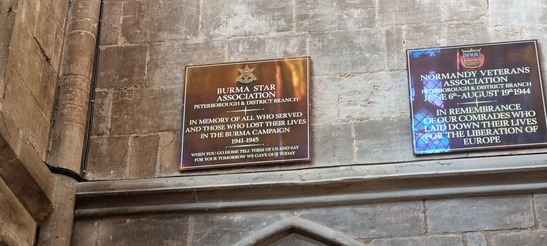 BURMA STAR
ASSOCIATION
PETERBOROUGH & DISTRICT BRANCH
IN MEMORY OF ALL WHO SERVED
AND THOSE WHO LOST THEIR LIVES
IN THE BURMA CAMPAIGN
1941-1945
WHEN YOU GO HOME TELL THEM OF US AND SAY
FOR YOUR TOMORROW WE GAVE OUR TODAY
NVA
NORMANDY VETERANS
ASSOCIATION
PETERBOROUGH & DISTRICT BRANCH
JUNE 6th - AUGUST 19th 1944
IN REMEMBRANCE
OF OUR COMRADES WHO
LAID DOWN THEIR LIVES
FOR THE LIBERATION OF
EUROPE